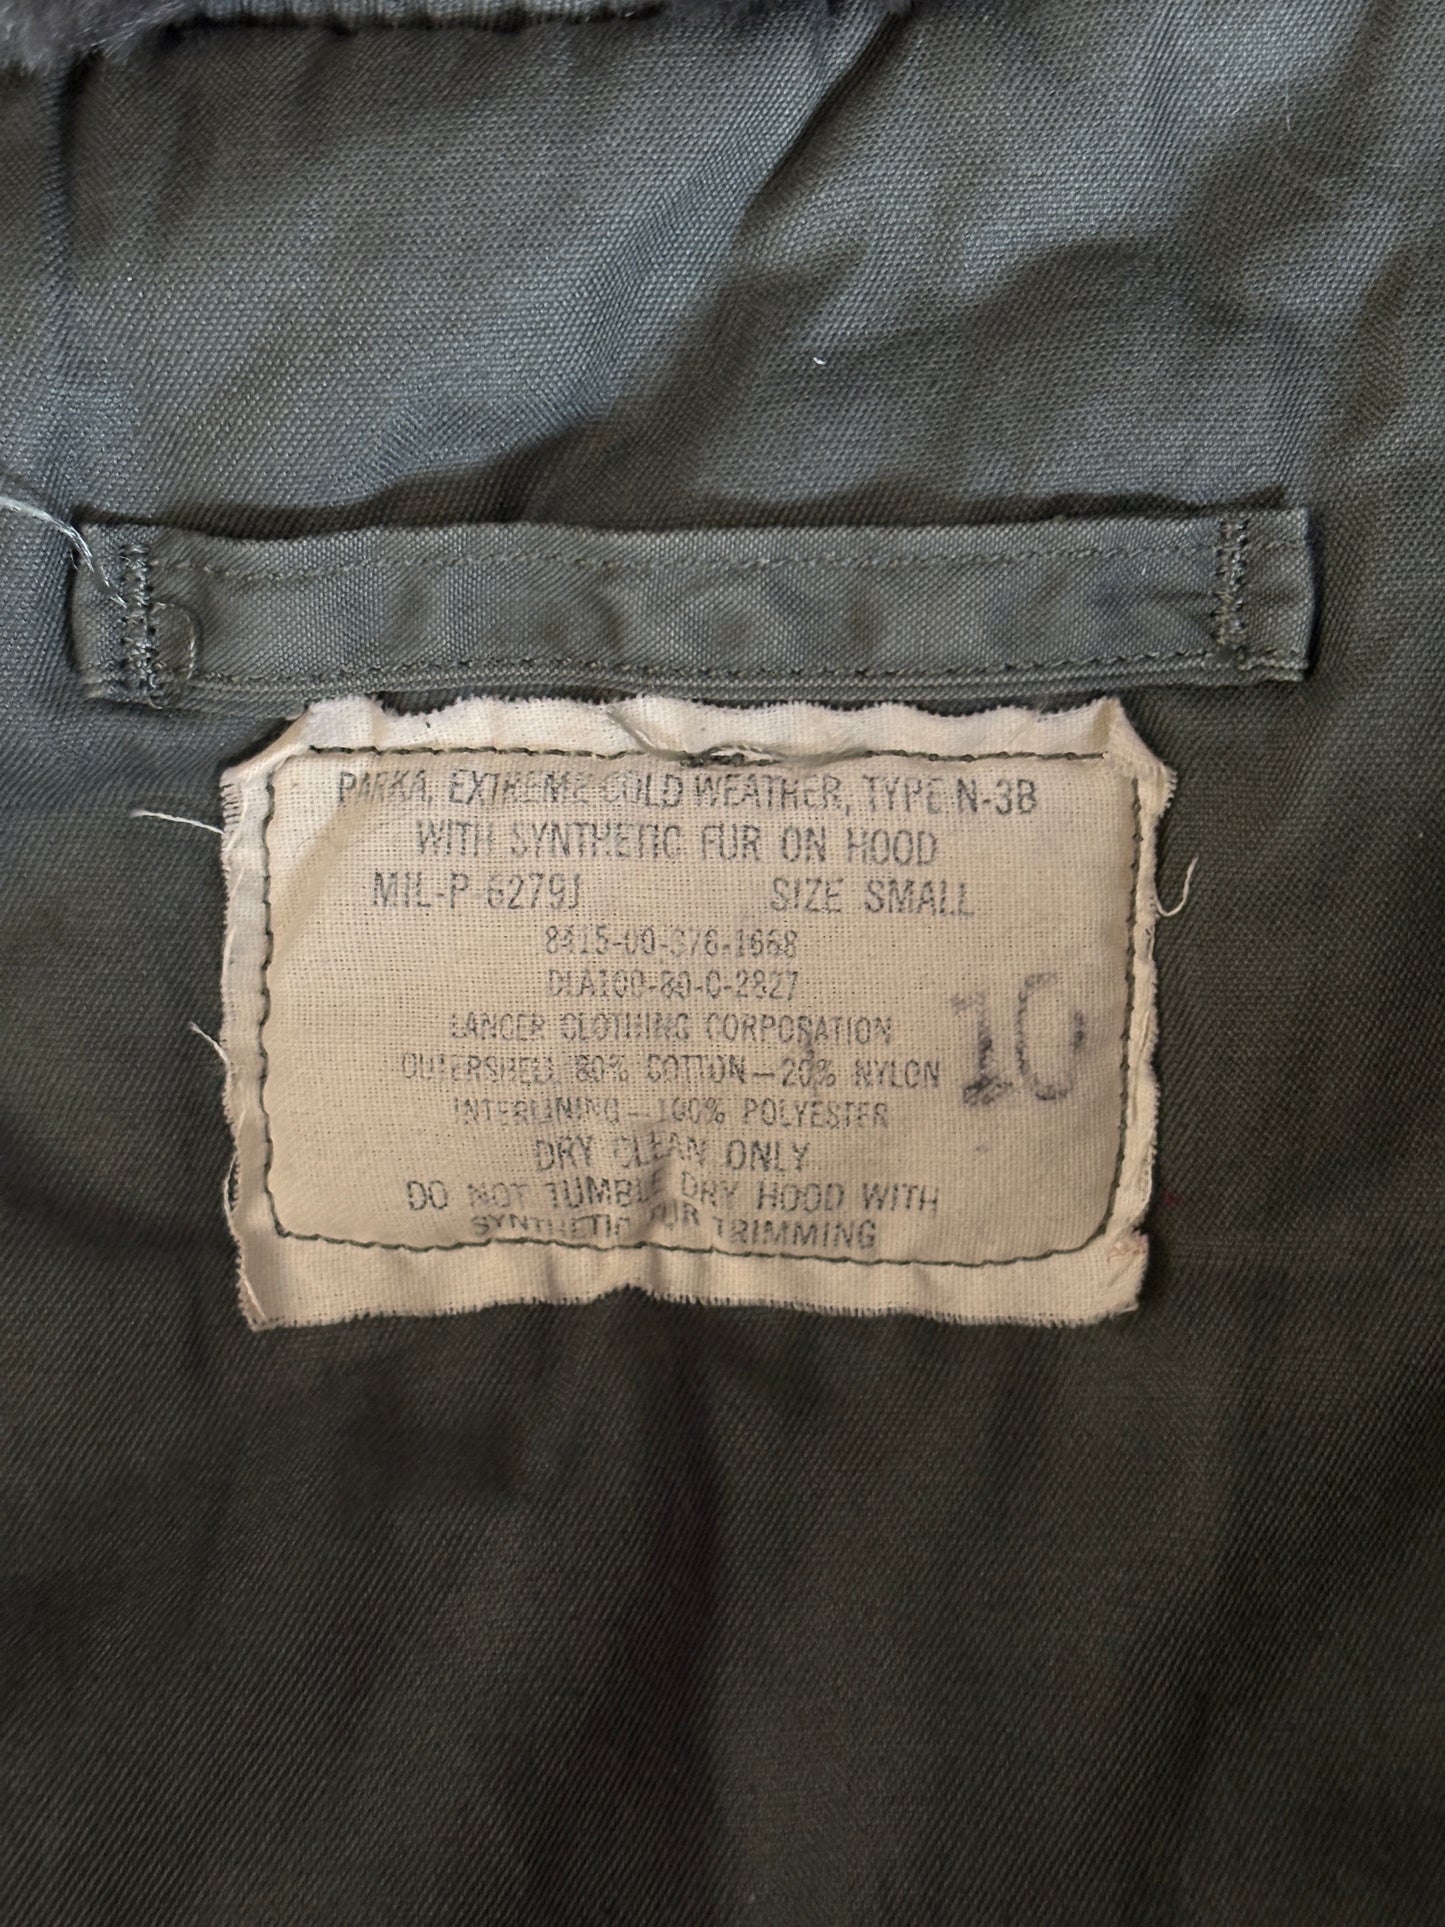 PARKA, EXTREME COLD WEATHER, TYPE N-3B
WITH SYNTHETIC FUR ON HOOD
MIL-P-6279J SIZE SMALL
8415-00-376-1668
DLA100-80-C-2827
LANCER CLOTHING CORPORATION
OUTERSHELL 80% COTTON-20% NYLON
INTERLINING-100% POLYESTER
DRY CLEAN ONLY
DO NOT TUMBLE DRY HOOD WITH
SYNTHETIC FUR TRIMMING
10